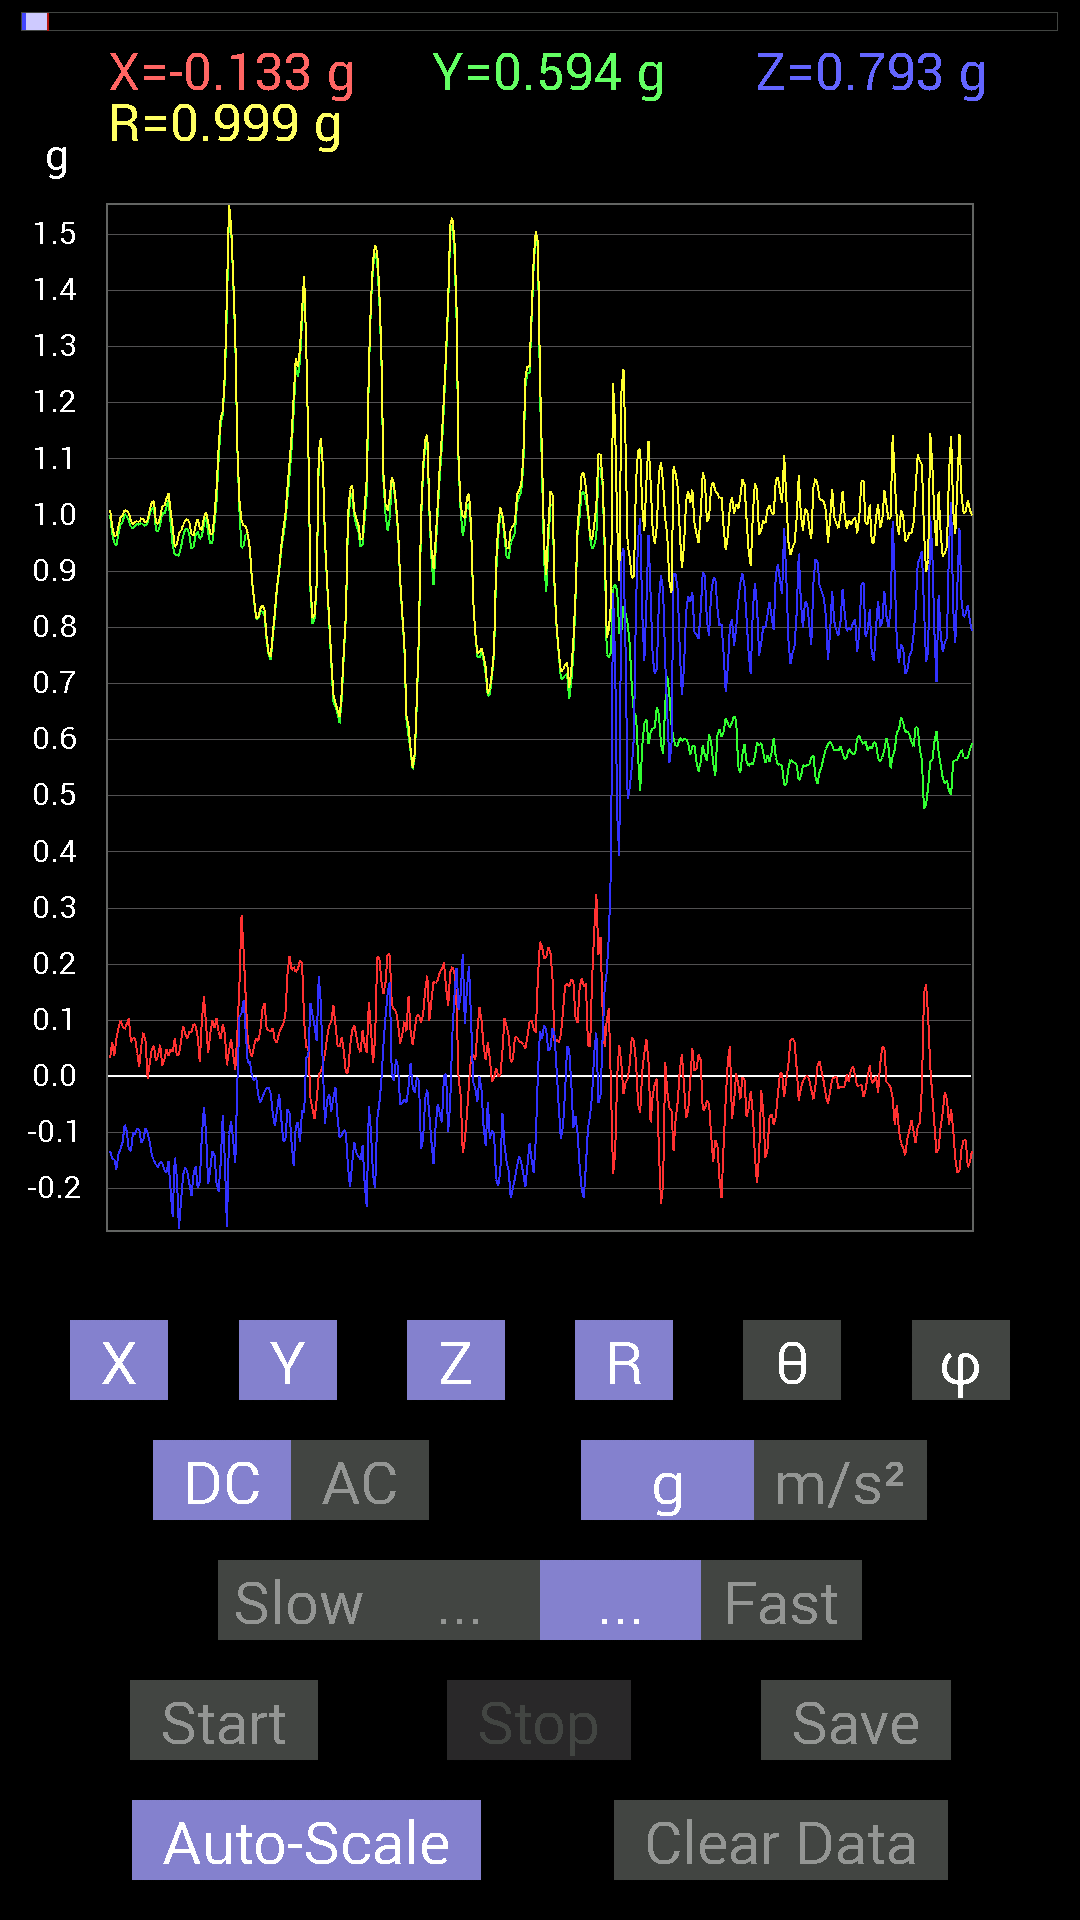 X=-0.133 g Y=0.594 g Z=0.793 g
R=0.999 g
g
1.5
1.4
1.3
1.2
1.1
1.0
0.9
0.8
0.7
0.6
0.5
0.4
0.3
0.2
0.1
0.0
-0.1
-0.2
X Y Z R θ φ
DC AC g m/s²
Slow ... ... Fast
Start Stop Save
Auto-Scale Clear Data